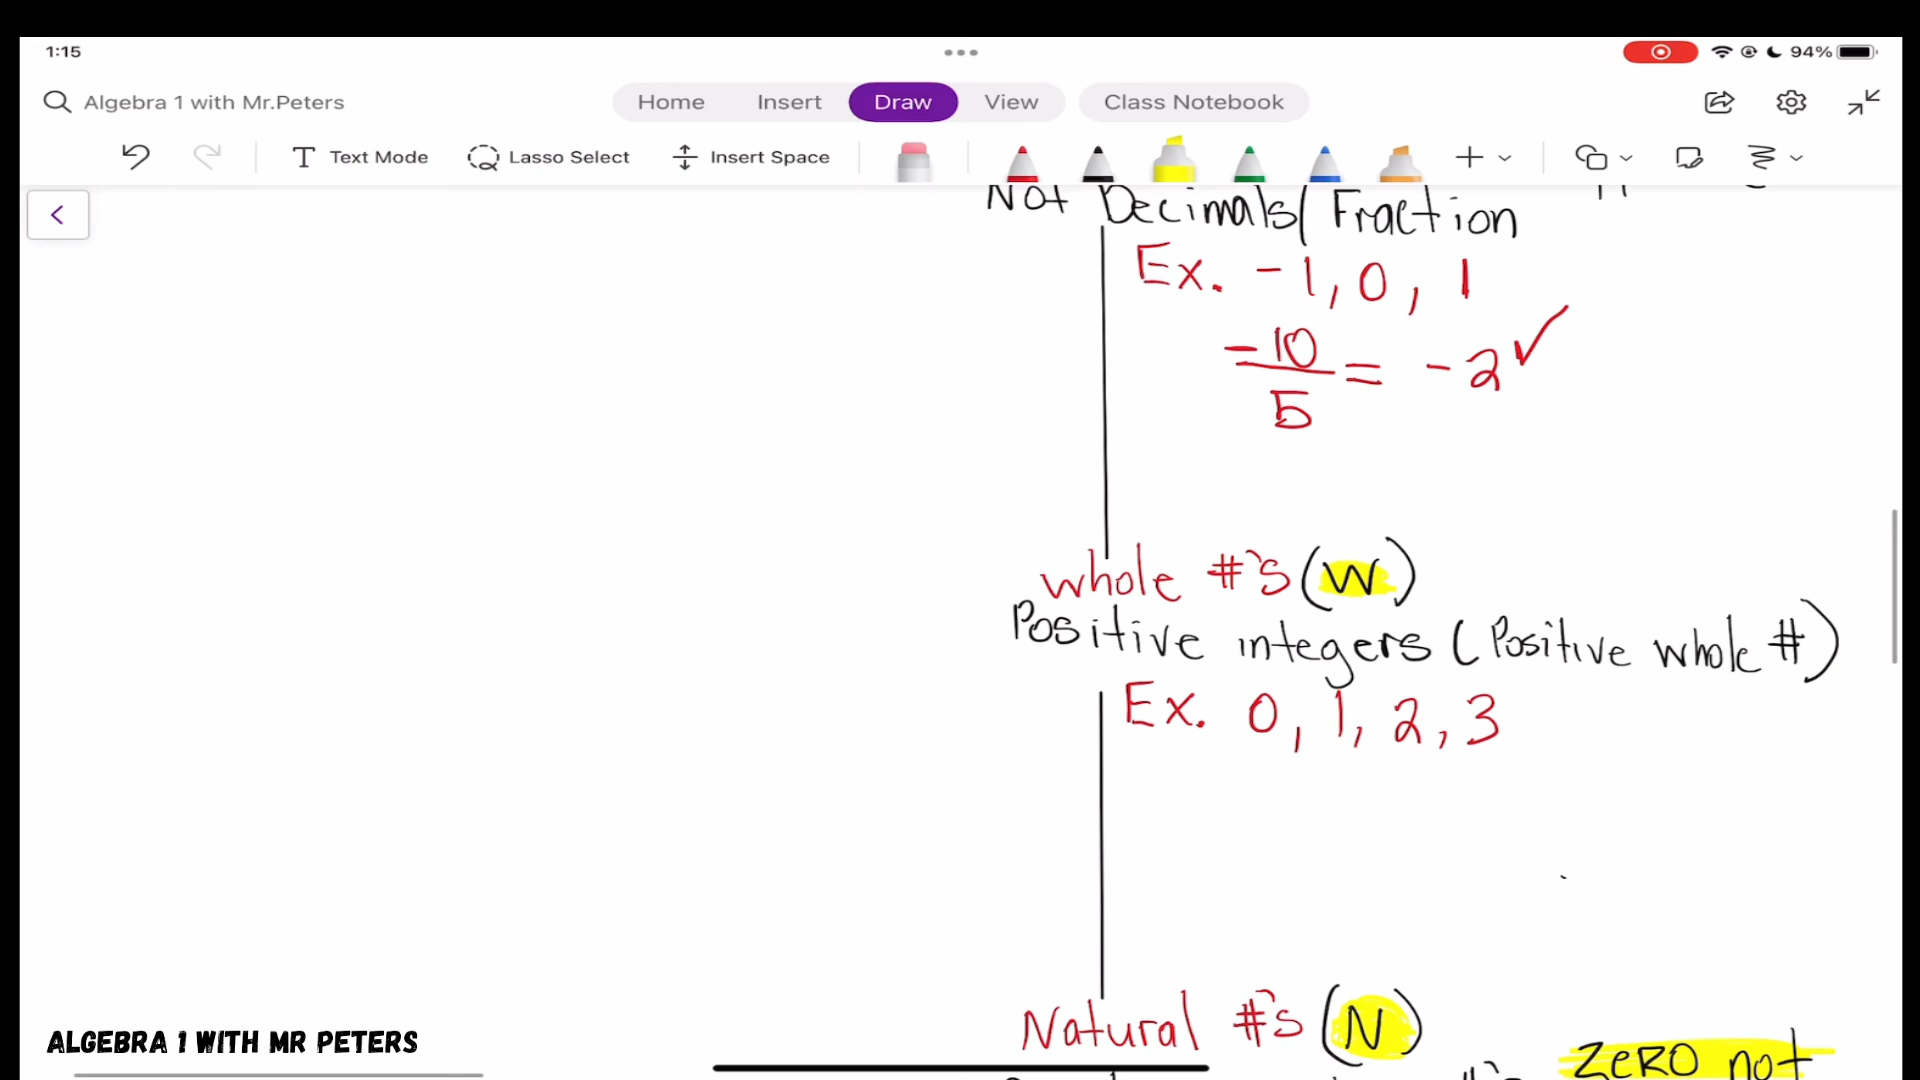 1:15
94%
Algebra 1 with Mr.Peters
Home Insert Draw View Class Notebook
Text Mode Lasso Select Insert Space
Not Decimals/Fraction
Ex. -1, 0, 1
-10/5 = -2 ✓
whole #'s (W)
Positive integers (Positive whole #)
Ex. 0, 1, 2, 3
Natural #'s (N)
ZERO not
ALGEBRA 1 WITH MR PETERS